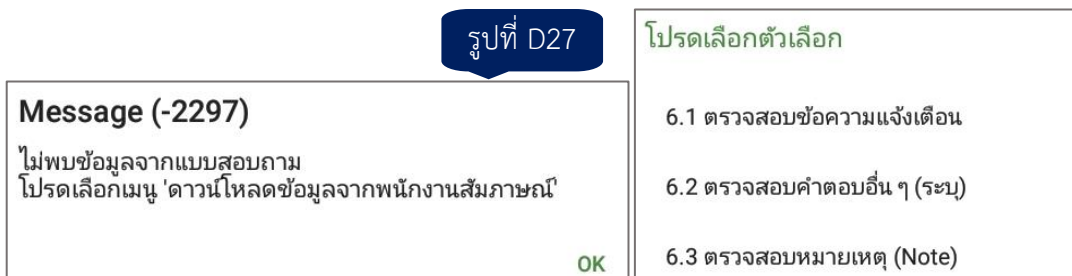 รูปที่ D27
Message (-2297)
ไม่พบข้อมูลจากแบบสอบถาม
โปรดเลือกเมนู 'ดาวน์โหลดข้อมูลจากพนักงานสัมภาษณ์'
OK
โปรดเลือกตัวเลือก
6.1 ตรวจสอบข้อความแจ้งเตือน
6.2 ตรวจสอบคำตอบอื่น ๆ (ระบุ)
6.3 ตรวจสอบหมายเหตุ (Note)